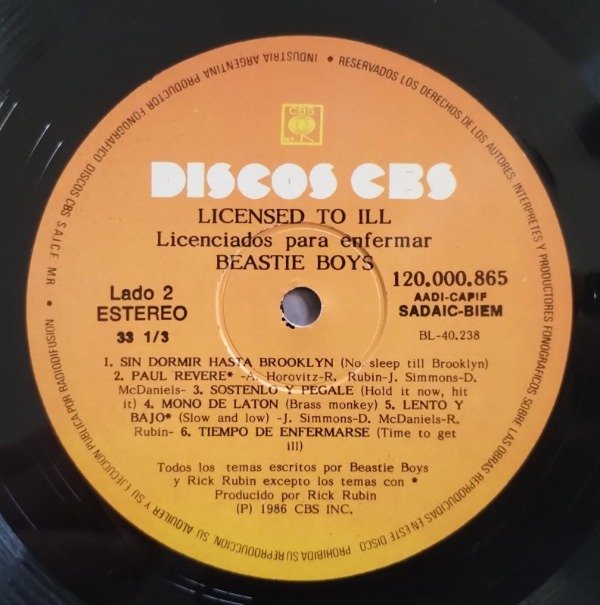 CBS
M.R.
DISCOS CBS
LICENSED TO ILL
Licenciados para enfermar
BEASTIE BOYS
Lado 2
ESTEREO
33 1/3
120.000.865
AADI-CAPIF
SADAIC-BIEM
BL-40.238
1. SIN DORMIR HASTA BROOKLYN (No sleep till Brooklyn)
2. PAUL REVERE* -A. Horovitz-R. Rubin-J. Simmons-D.
McDaniels- 3. SOSTENLO Y PEGALE (Hold it now, hit
it) 4. MONO DE LATON (Brass monkey) 5. LENTO Y
BAJO* (Slow and low) -J. Simmons-D. McDaniels-R.
Rubin- 6. TIEMPO DE ENFERMARSE (Time to get
ill)
Todos los temas escritos por Beastie Boys
y Rick Rubin excepto los temas con *
Producido por Rick Rubin
(P) 1986 CBS INC.
INDUSTRIA ARGENTINA PRODUCTOR FONOGRAFICO DISCOS CBS S.A.I.C.F. M.R.
• RESERVADOS LOS DERECHOS DE LOS AUTORES, INTERPRETES Y PRODUCTORES FONOGRAFICOS SOBRE LAS OBRAS REPRODUCIDAS EN ESTE DISCO. PROHIBIDA SU REPRODUCCION, SU ALQUILER Y SU EJECUCION PUBLICA POR RADIODIFUSION •